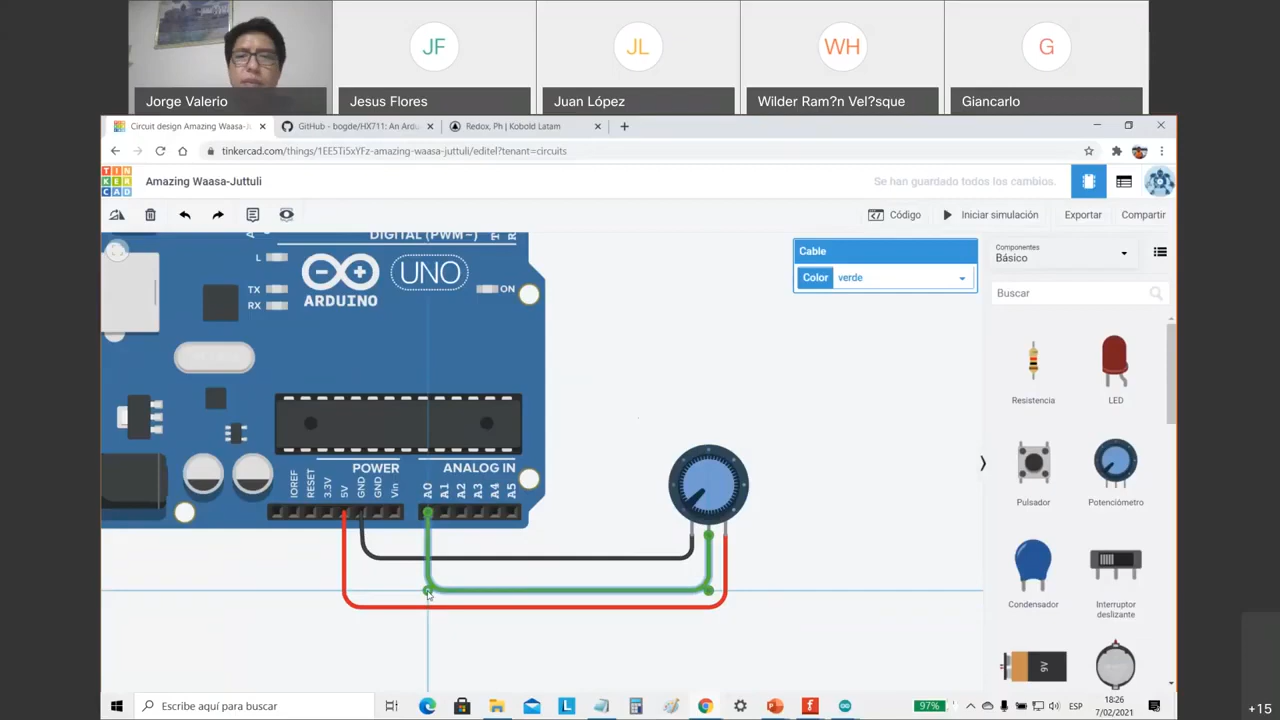 JF
JL
WH
G
Jorge Valerio
Jesus Flores
Juan López
Wilder Ram?n Vel?sque
Giancarlo
Circuit design Amazing Waasa-Ju
GitHub - bogde/HX711: An Ardu
Redox, Ph | Kobold Latam
tinkercad.com/things/1EE5Ti5xYFz-amazing-waasa-juttuli/editel?tenant=circuits
TIN
KER
CAD
Amazing Waasa-Juttuli
Se han guardado todos los cambios.
Código
Iniciar simulación
Exportar
Compartir
DIGITAL (PWM~)
L
TX
RX
UNO
ARDUINO
ON
Cable
Color
verde
Componentes
Básico
Buscar
Resistencia
LED
Pulsador
Potenciómetro
Condensador
Interruptor
deslizante
9V
POWER
ANALOG IN
IOREF
RESET
3.3V
5V
GND
GND
Vin
A0
A1
A2
A3
A4
A5
Escribe aquí para buscar
97%
ESP
18:26
7/02/2021
+15